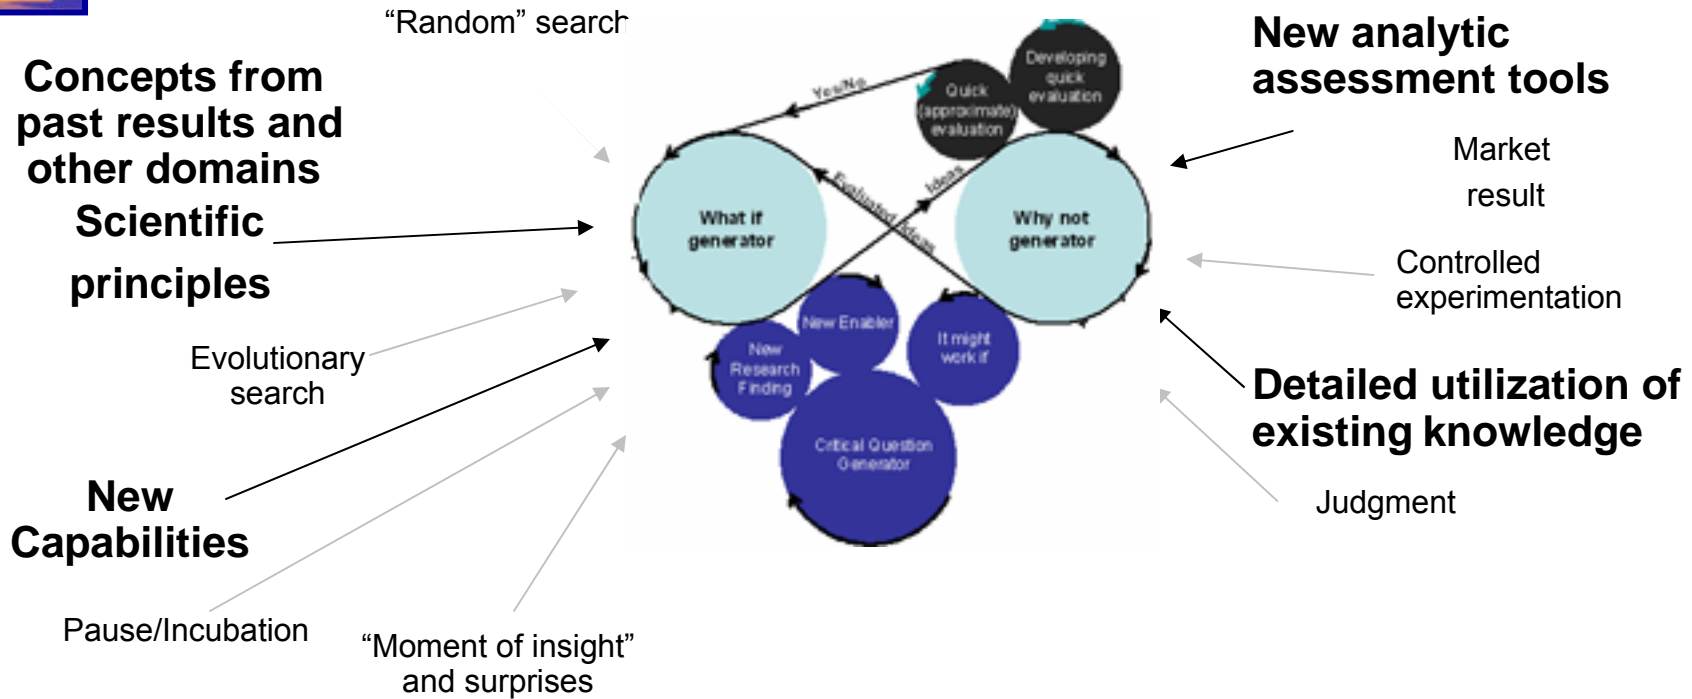 “Random” search
Concepts from
past results and
other domains
Scientific
principles
Evolutionary
search
New
Capabilities
Pause/Incubation
“Moment of insight”
and surprises
Yes/No
Quick
(approximate)
evaluation
Developing
quick
evaluation
What if
generator
Evaluated Ideas
Ideas
Why not
generator
New Enabler
New
Research
Finding
It might
work if
Critical Question
Generator
New analytic
assessment tools
Market
result
Controlled
experimentation
Detailed utilization of
existing knowledge
Judgment